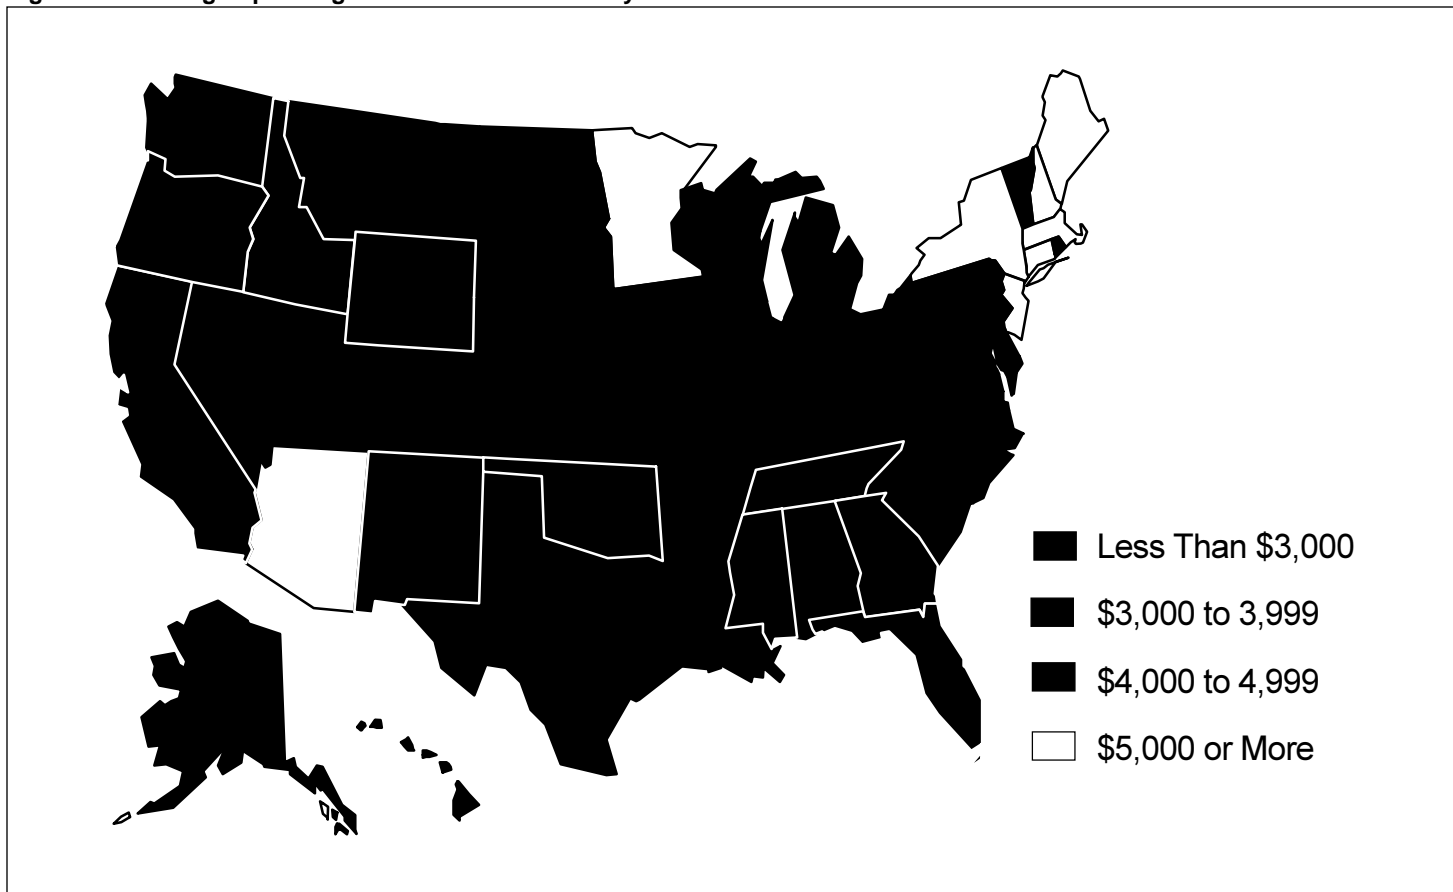 Less Than $3,000
$3,000 to 3,999
$4,000 to 4,999
$5,000 or More